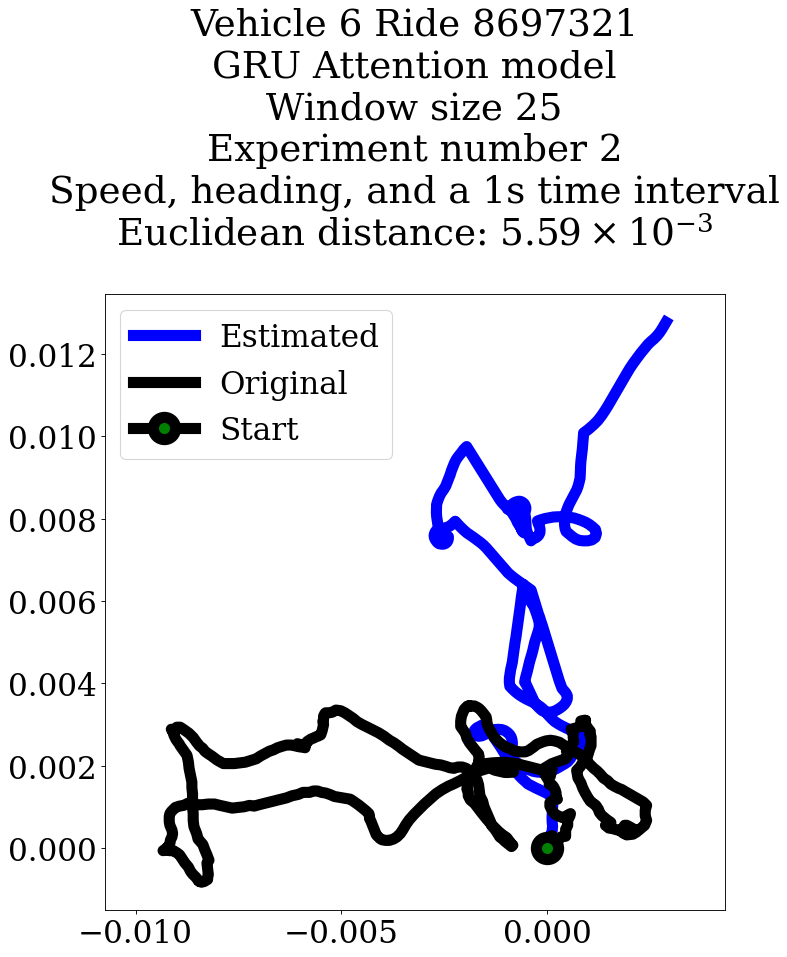 Vehicle 6 Ride 8697321
GRU Attention model
Window size 25
Experiment number 2
Speed, heading, and a 1s time interval
Euclidean distance: 5.59 × 10⁻³
Estimated
Original
Start
0.012
0.010
0.008
0.006
0.004
0.002
0.000
−0.010 −0.005 0.000